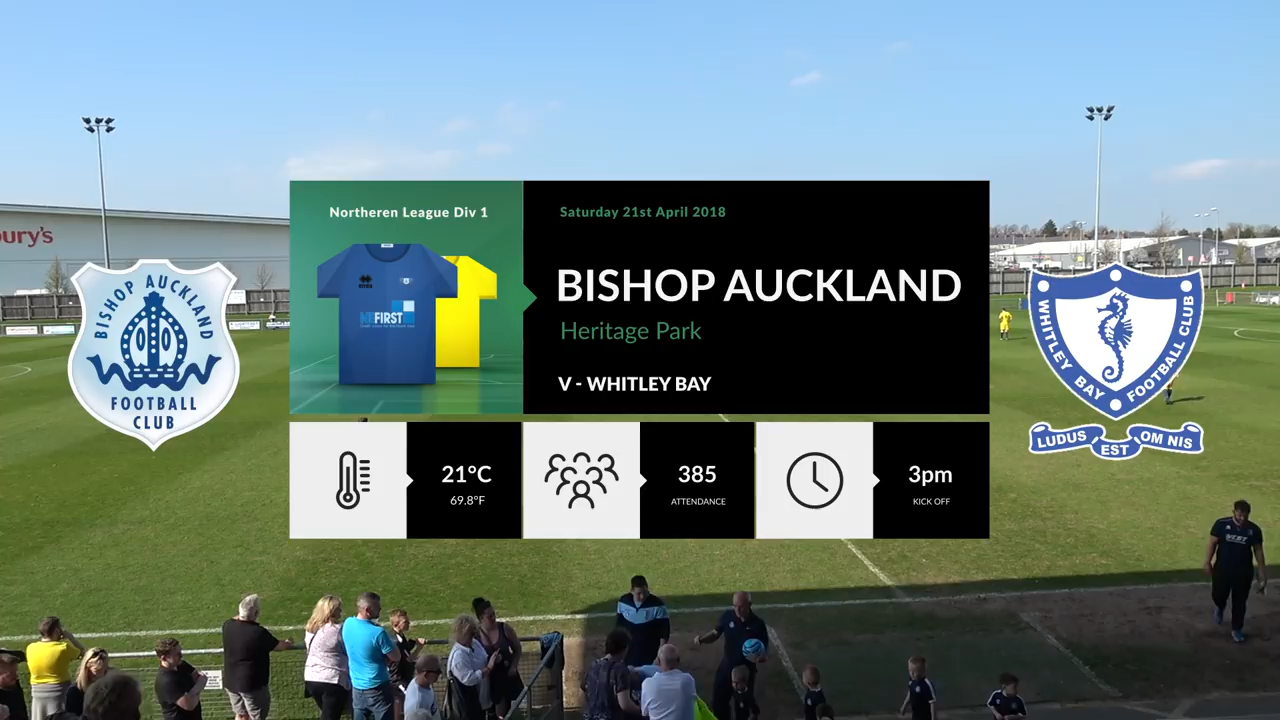 Northeren League Div 1
Saturday 21st April 2018
BISHOP AUCKLAND
Heritage Park
V - WHITLEY BAY
21°C
69.8°F
385
ATTENDANCE
3pm
KICK OFF
BISHOP AUCKLAND
FOOTBALL
CLUB
WHITLEY BAY FOOTBALL CLUB
LUDUS EST OM NIS
FIRST